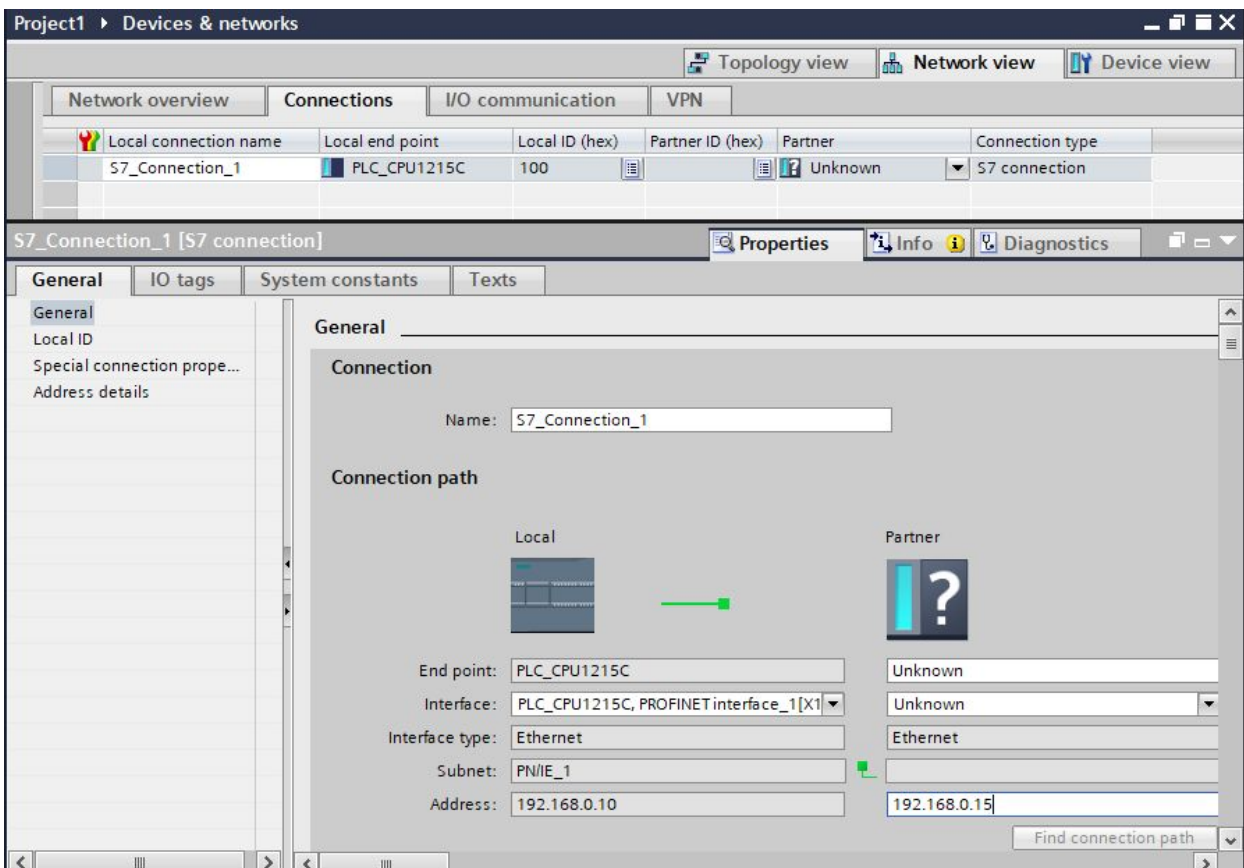 Project1 ▸ Devices & networks
Topology view Network view Device view
Network overview Connections I/O communication VPN
Local connection name Local end point Local ID (hex) Partner ID (hex) Partner Connection type
S7_Connection_1 PLC_CPU1215C 100 Unknown S7 connection
S7_Connection_1 [S7 connection] Properties Info Diagnostics
General IO tags System constants Texts
General
Local ID
Special connection prope...
Address details
General
Connection
Name: S7_Connection_1
Connection path
Local Partner
?
End point: PLC_CPU1215C Unknown
Interface: PLC_CPU1215C, PROFINET interface_1[X1 Unknown
Interface type: Ethernet Ethernet
Subnet: PN/IE_1
Address: 192.168.0.10 192.168.0.15
Find connection path